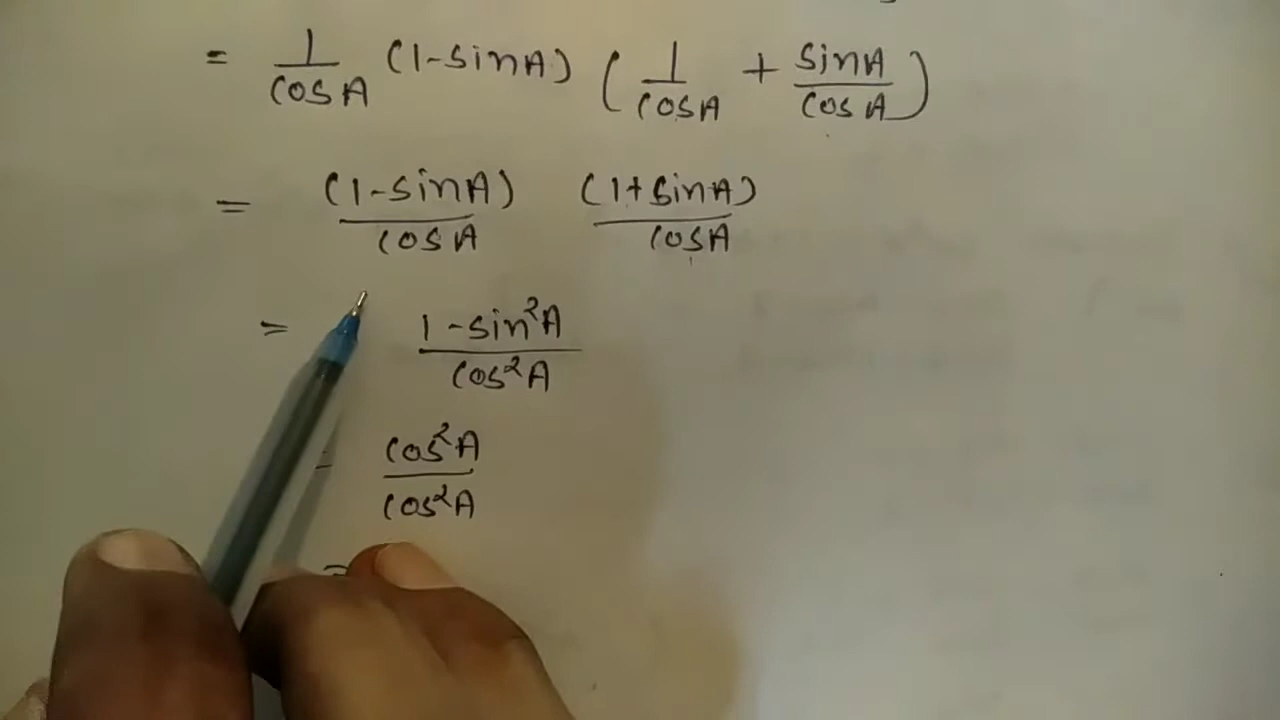 = 1/cosA (1-sinA) (1/cosA + sinA/cosA)
= (1-sinA)/cosA (1+sinA)/cosA
= 1-sin²A/cos²A
= cos²A/cos²A
=